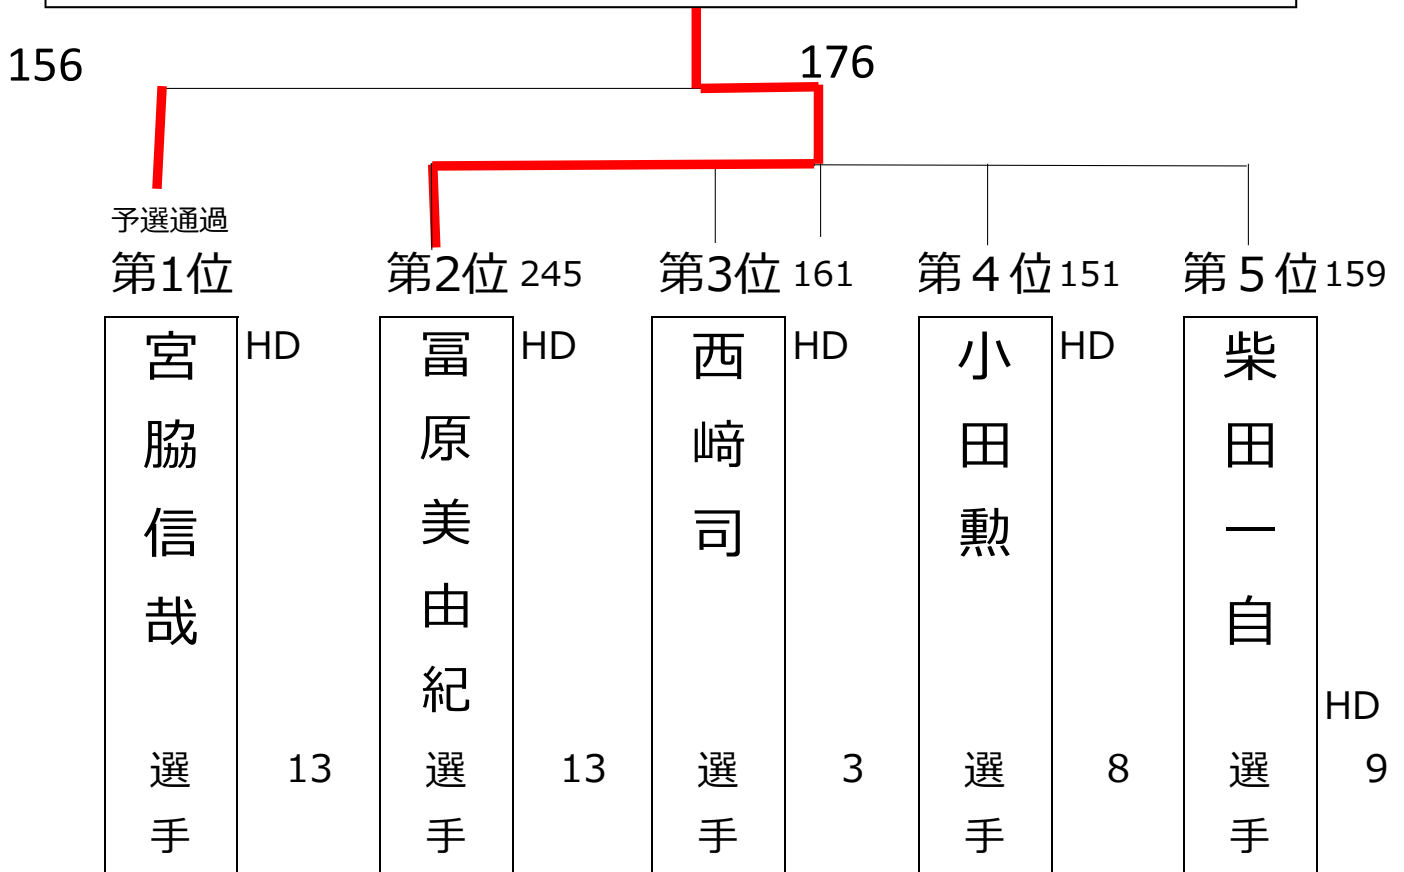 156
176
予選通過
第1位
第2位 245
第3位 161
第４位 151
第５位 159
宮脇信哉 選手
HD
13
冨原美由紀 選手
HD
13
西﨑司 選手
HD
3
小田勲 選手
HD
8
柴田一自 選手
HD
9